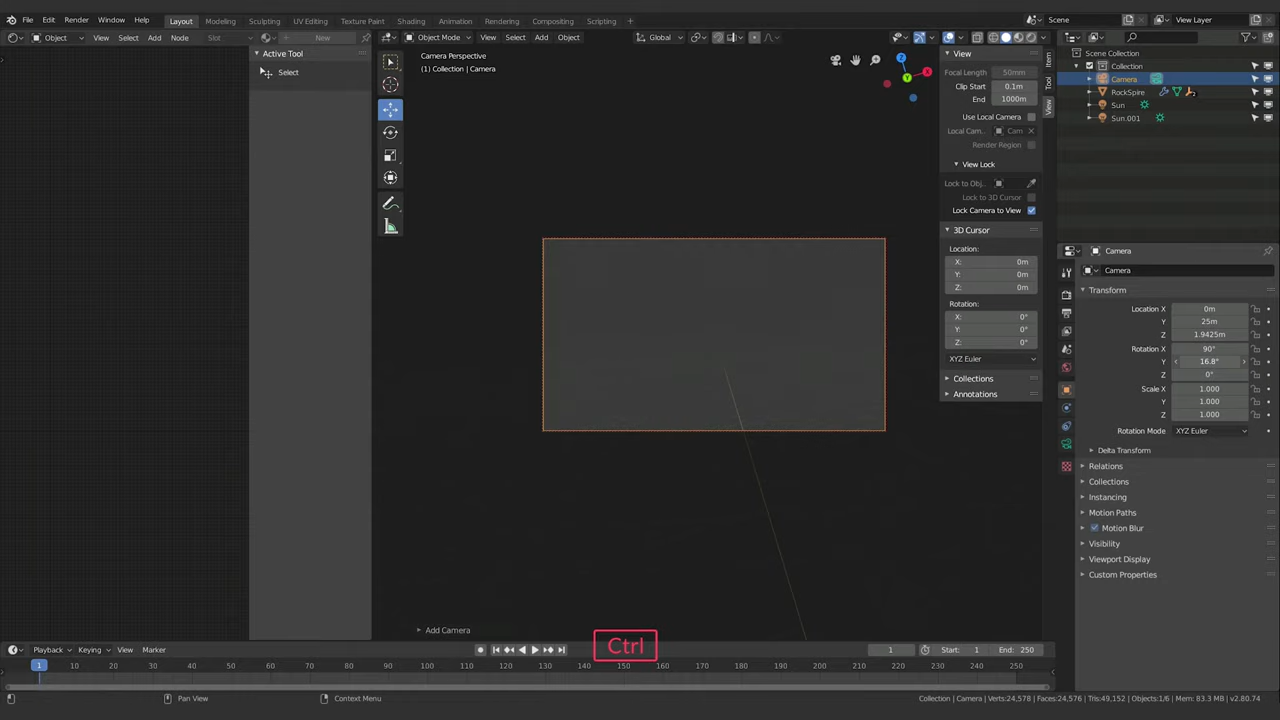 File Edit Render Window Help Layout Modeling Sculpting UV Editing Texture Paint Shading Animation Rendering Compositing Scripting + Scene View Layer
Object View Select Add Node Slot New Object Mode View Select Add Object Global
Active Tool
Select
Camera Perspective
(1) Collection | Camera
View
Focal Length 50mm
Clip Start 0.1m
End 1000m
Use Local Camera
Local Cam.. Cam
Render Region
View Lock
Lock to Obj..
Lock to 3D Cursor
Lock Camera to View
3D Cursor
Location:
X: 0m
Y: 0m
Z: 0m
Rotation:
X: 0°
Y: 0°
Z: 0°
XYZ Euler
Collections
Annotations
Item
Tool
View
Scene Collection
Collection
Camera
RockSpire
Sun
Sun.001
Camera
Camera
Transform
Location X 0m
Y 25m
Z 1.9425m
Rotation X 90°
Y 16.8°
Z 0°
Scale X 1.000
Y 1.000
Z 1.000
Rotation Mode XYZ Euler
Delta Transform
Relations
Collections
Instancing
Motion Paths
Motion Blur
Visibility
Viewport Display
Custom Properties
Add Camera
Ctrl
Playback Keying View Marker 1 Start: 1 End: 250
1 10 20 30 40 50 60 70 80 90 100 110 120 130 140 150 160 170 180 190 200 210 220 230 240 250
Pan View Context Menu Collection | Camera | Verts:24,578 | Faces:24,576 | Tris:49,152 | Objects:1/6 | Mem: 83.3 MB | v2.80.74